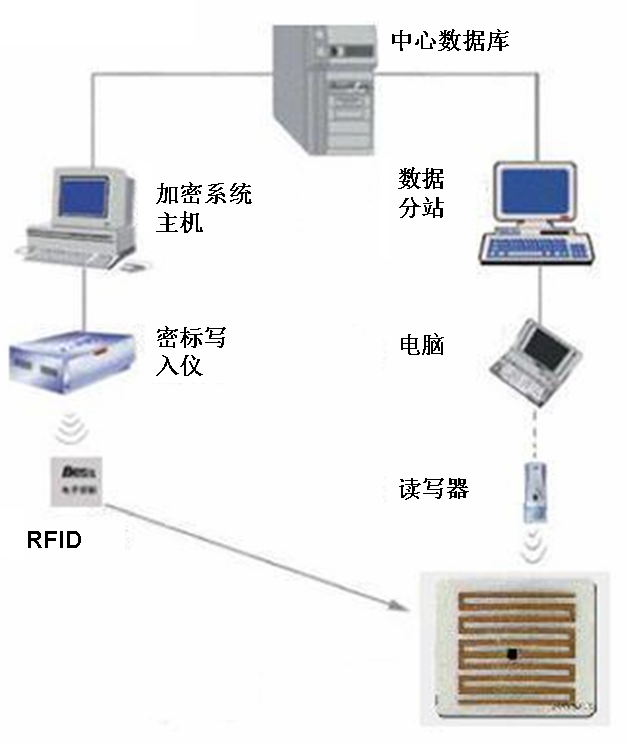 中心数据库
加密系统
主机
数据
分站
密标写
入仪
电脑
读写器
RFID